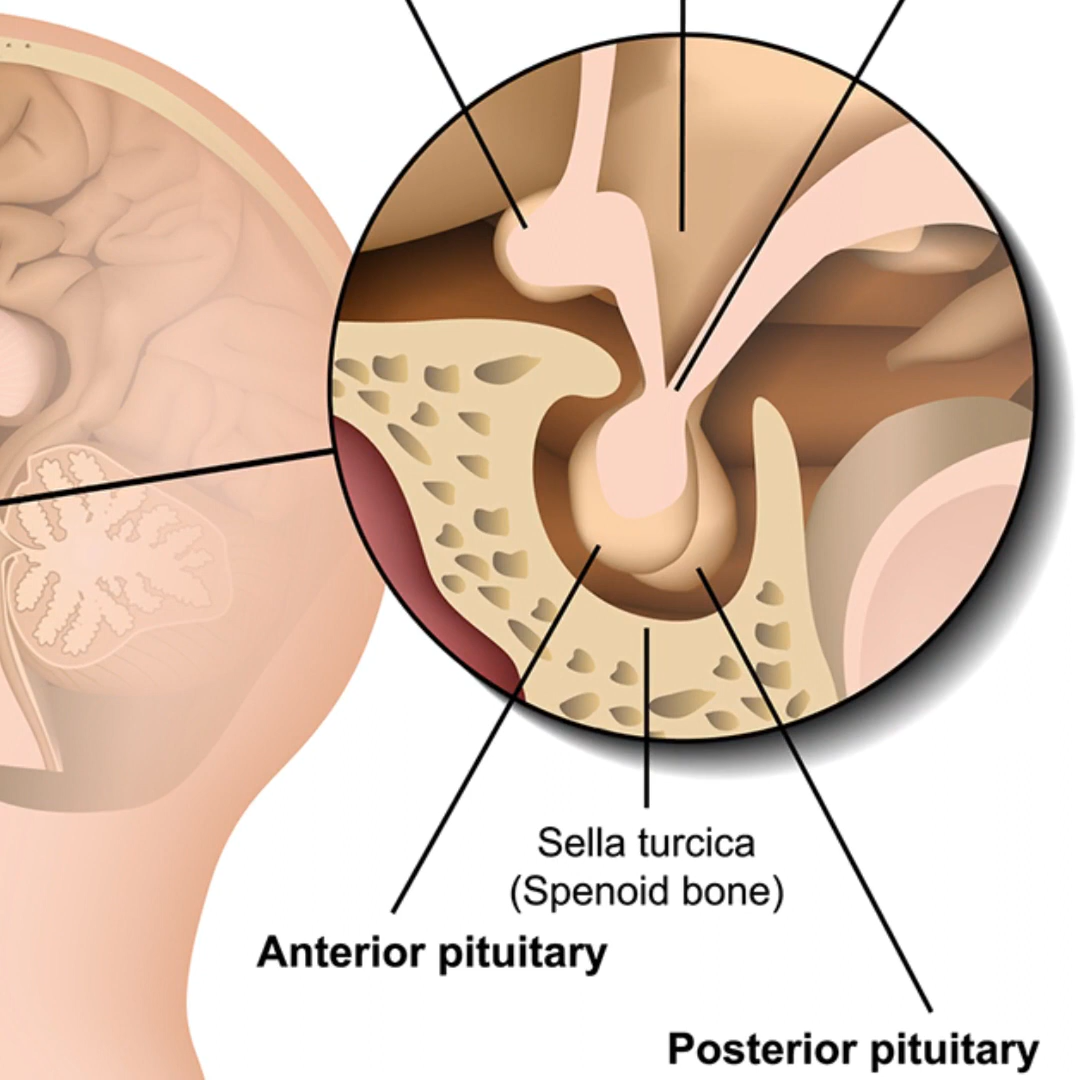 Sella turcica
(Spenoid bone)
Anterior pituitary
Posterior pituitary